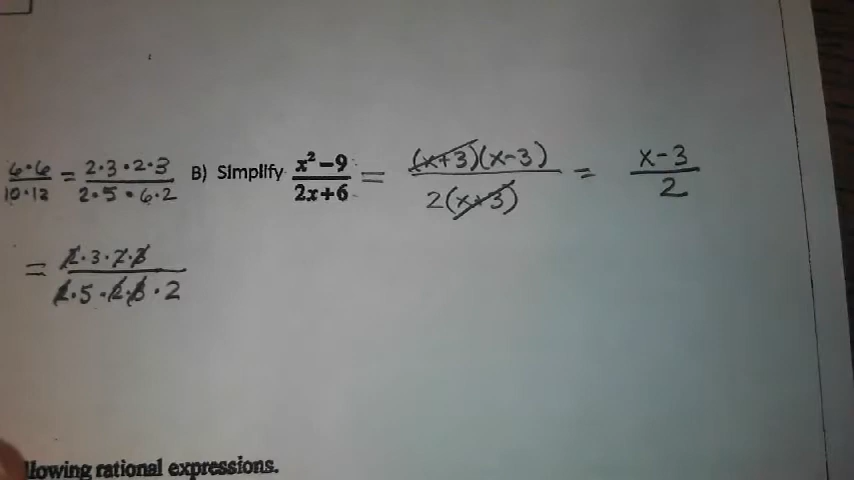 6·6/10·12 = 2·3·2·3/2·5·6·2
B) Simplify x²-9/2x+6 = (x+3)(x-3)/2(x+3) = x-3/2
= 2·3·2·3/2·5·2·3·2
llowing rational expressions.